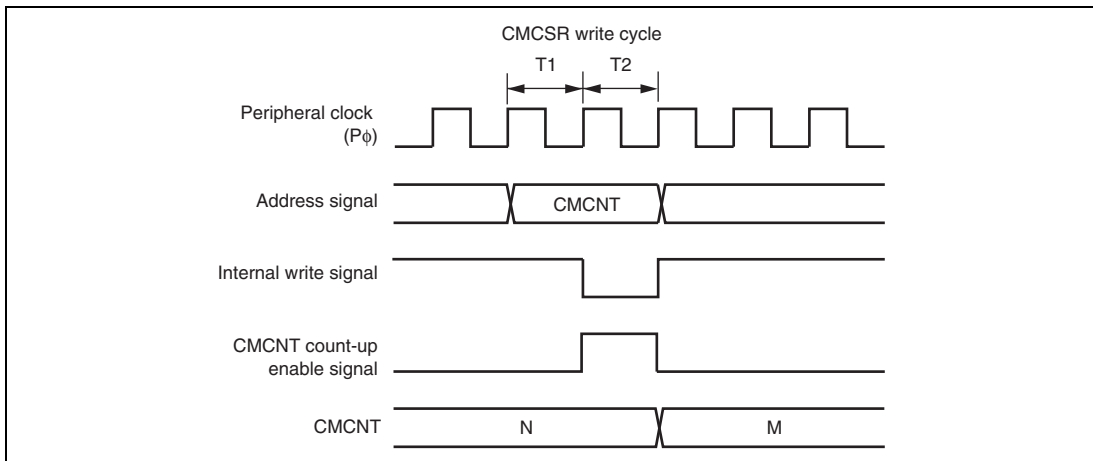 CMCSR write cycle
T1 T2
Peripheral clock
(Pϕ)
Address signal
CMCNT
Internal write signal
CMCNT count-up
enable signal
CMCNT
N M